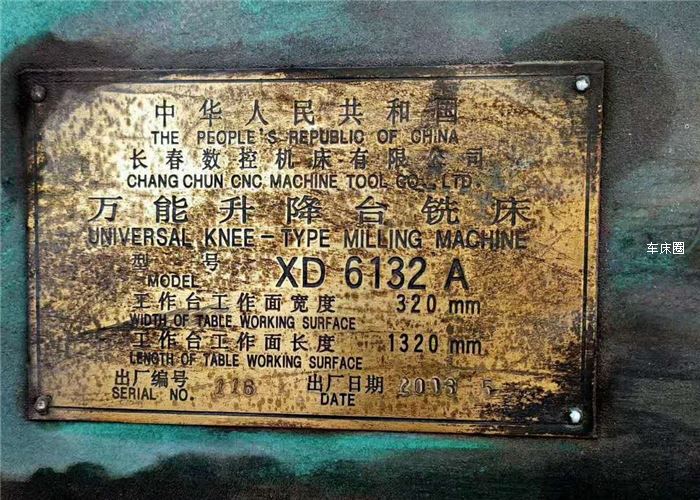 中华人民共和国
THE PEOPLE'S REPUBLIC OF CHINA
长春数控机床有限公司
CHANG CHUN CNC MACHINE TOOL CO., LTD.
万能升降台铣床
UNIVERSAL KNEE-TYPE MILLING MACHINE
型号 XD 6132 A
MODEL
工作台工作面宽度 320 mm
WIDTH OF TABLE WORKING SURFACE
工作台工作面长度 1320 mm
LENGTH OF TABLE WORKING SURFACE
出厂编号 116 出厂日期 2003 5
SERIAL NO. DATE
车床圈